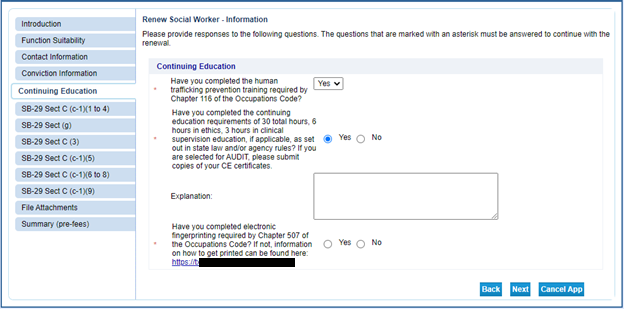 Introduction
Function Suitability
Contact Information
Conviction Information
Continuing Education
SB-29 Sect C (c-1)(1 to 4)
SB-29 Sect (g)
SB-29 Sect C (3)
SB-29 Sect C (c-1)(5)
SB-29 Sect C (c-1)(6 to 8)
SB-29 Sect C (c-1)(9)
File Attachments
Summary (pre-fees)
Renew Social Worker - Information
Please provide responses to the following questions. The questions that are marked with an asterisk must be answered to continue with the
renewal.
Continuing Education
Have you completed the human
* trafficking prevention training required by Yes
Chapter 116 of the Occupations Code?
Have you completed the continuing
education requirements of 30 total hours, 6
hours in ethics, 3 hours in clinical
* supervision education, if applicable, as set Yes No
out in state law and/or agency rules? If you
are selected for AUDIT, please submit
copies of your CE certificates.
Explanation:
Have you completed electronic
fingerprinting required by Chapter 507 of
* the Occupations Code? If not, information Yes No
on how to get printed can be found here:
https://
Back Next Cancel App